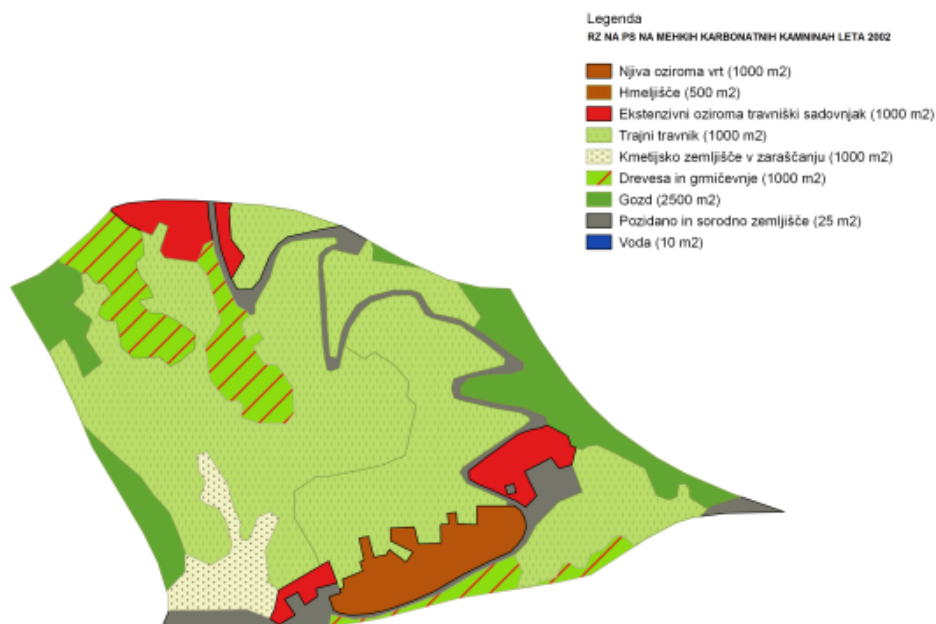 Legenda
RZ NA PS NA MEHKIH KARBONATNIH KAMNINAH LETA 2002
Njiva oziroma vrt (1000 m2)
Hmeljišče (500 m2)
Ekstenzivni oziroma travniški sadovnjak (1000 m2)
Trajni travnik (1000 m2)
Kmetijsko zemljišče v zaraščanju (1000 m2)
Drevesa in grmičevnje (1000 m2)
Gozd (2500 m2)
Pozidano in sorodno zemljišče (25 m2)
Voda (10 m2)